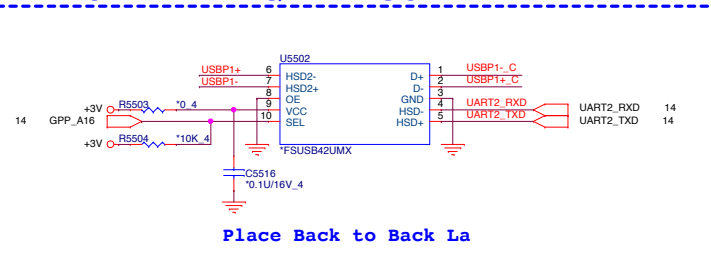 U5502
USBP1+ 6 HSD2- D+ 1 USBP1-_C
USBP1- 7 HSD2+ D- 2 USBP1+_C
8 OE GND 3
+3V R5503 *0_4 9 VCC HSD- 4 UART2_RXD UART2_RXD 14
14 GPP_A16 10 SEL HSD+ 5 UART2_TXD UART2_TXD 14
+3V R5504 *10K_4 *FSUSB42UMX
C5516
*0.1U/16V_4
Place Back to Back La